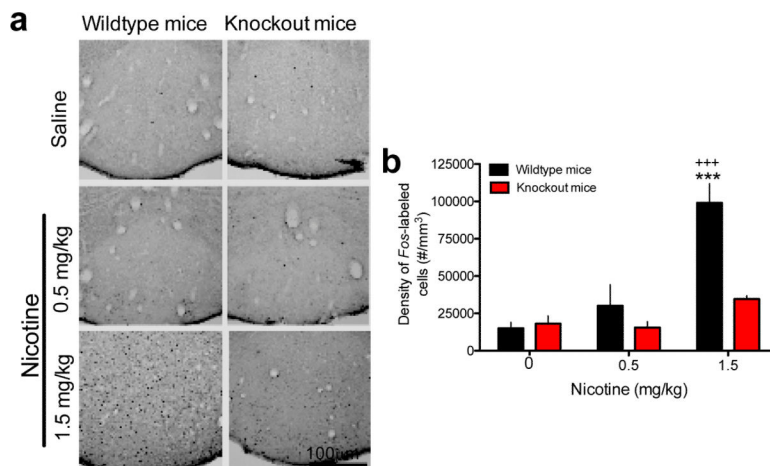 a
Wildtype mice Knockout mice
Saline
Nicotine
0.5 mg/kg
1.5 mg/kg
100µm
b
Density of Fos-labeled
cells (#/mm³)
125000
100000
75000
50000
25000
0
Wildtype mice
Knockout mice
+++
***
0 0.5 1.5
Nicotine (mg/kg)